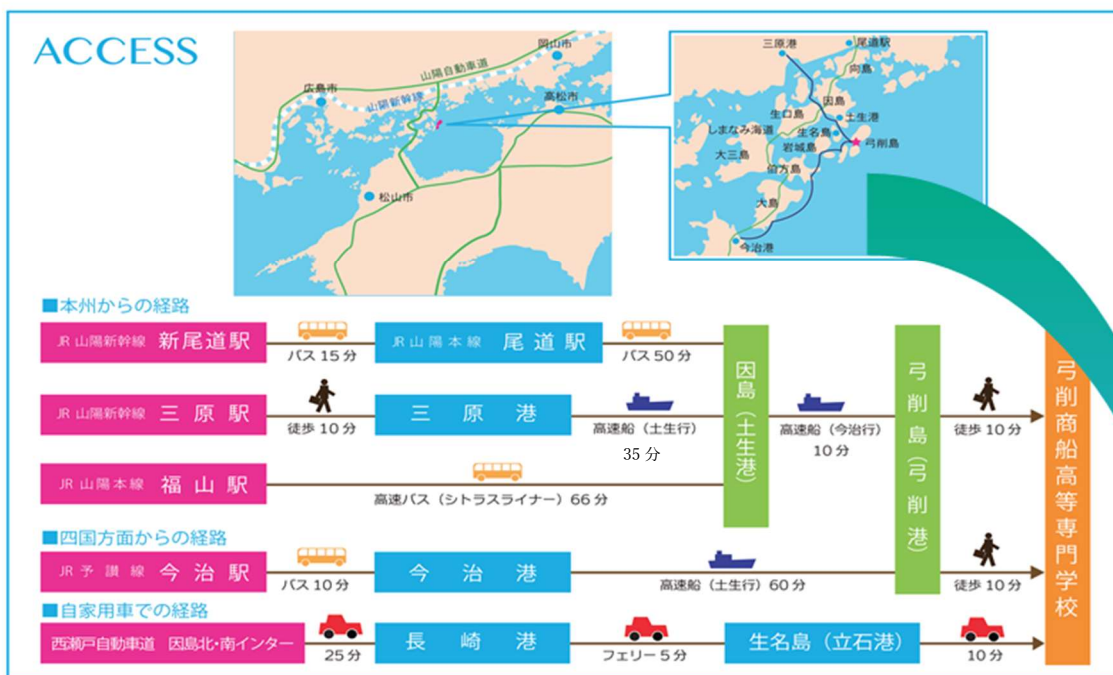 ACCESS
岡山市
山陽自動車道
広島市
山陽新幹線
高松市
松山市
三原港
尾道駅
向島
因島
生口島
土生港
しまなみ海道
生名島
弓削島
岩城島
大三島
伯方島
大島
今治港
■本州からの経路
JR山陽新幹線 新尾道駅
バス 15 分
JR山陽本線 尾道駅
バス 50 分
JR山陽新幹線 三原駅
徒歩 10 分
三原港
高速船(土生行)
35 分
因島(土生港)
高速船(今治行)
10 分
弓削島(弓削港)
徒歩 10 分
弓削商船高等専門学校
JR山陽本線 福山駅
高速バス(シトラスライナー)66 分
■四国方面からの経路
JR予讃線 今治駅
バス 10 分
今治港
高速船(土生行)60 分
徒歩 10 分
■自家用車での経路
西瀬戸自動車道 因島北・南インター
25 分
長崎港
フェリー 5 分
生名島(立石港)
10 分